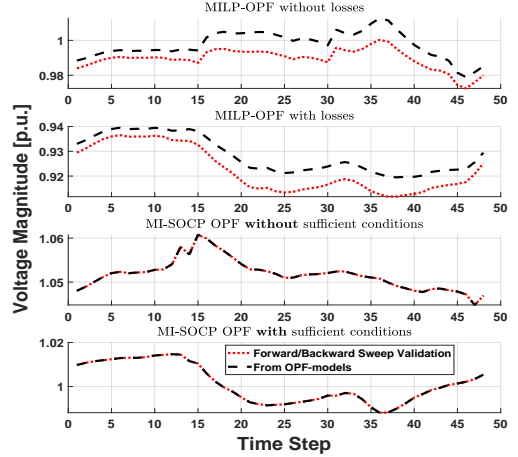 MILP-OPF without losses
1
0.98
0 5 10 15 20 25 30 35 40 45 50
MILP-OPF with losses
0.94
0.92
0 5 10 15 20 25 30 35 40 45 50
MI-SOCP OPF without sufficient conditions
1.06
1.05
0 5 10 15 20 25 30 35 40 45 50
MI-SOCP OPF with sufficient conditions
1.02
1
Forward/Backward Sweep Validation
From OPF-models
0 5 10 15 20 25 30 35 40 45 50
Time Step
Voltage Magnitude [p.u.]